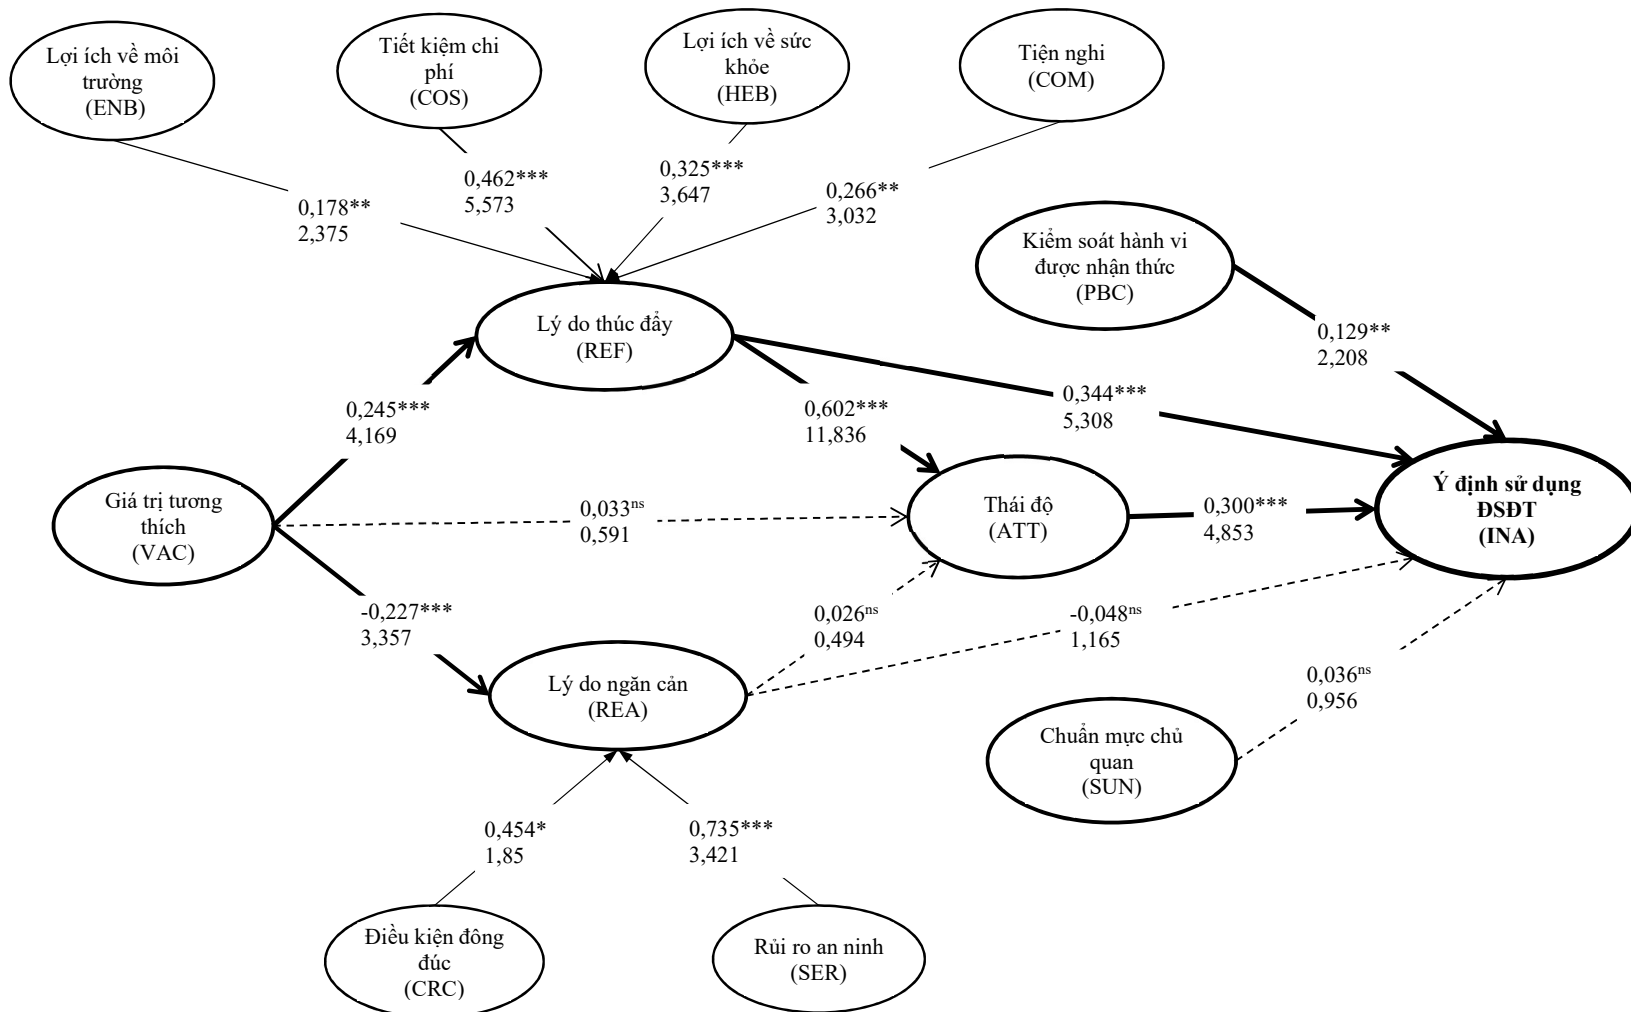 Lợi ích về môi
trường
(ENB)
Tiết kiệm chi
phí
(COS)
Lợi ích về sức
khỏe
(HEB)
Tiện nghi
(COM)
0,178**
2,375
0,462***
5,573
0,325***
3,647
0,266**
3,032
Kiểm soát hành vi
được nhận thức
(PBC)
Lý do thúc đẩy
(REF)
0,129**
2,208
0,245***
4,169
0,602***
11,836
0,344***
5,308
Giá trị tương
thích
(VAC)
0,033ns
0,591
Thái độ
(ATT)
0,300***
4,853
Ý định sử dụng
ĐSĐT
(INA)
-0,227***
3,357
0,026ns
0,494
-0,048ns
1,165
Lý do ngăn cản
(REA)
0,036ns
0,956
Chuẩn mực chủ
quan
(SUN)
0,454*
1,85
0,735***
3,421
Điều kiện đông
đúc
(CRC)
Rủi ro an ninh
(SER)